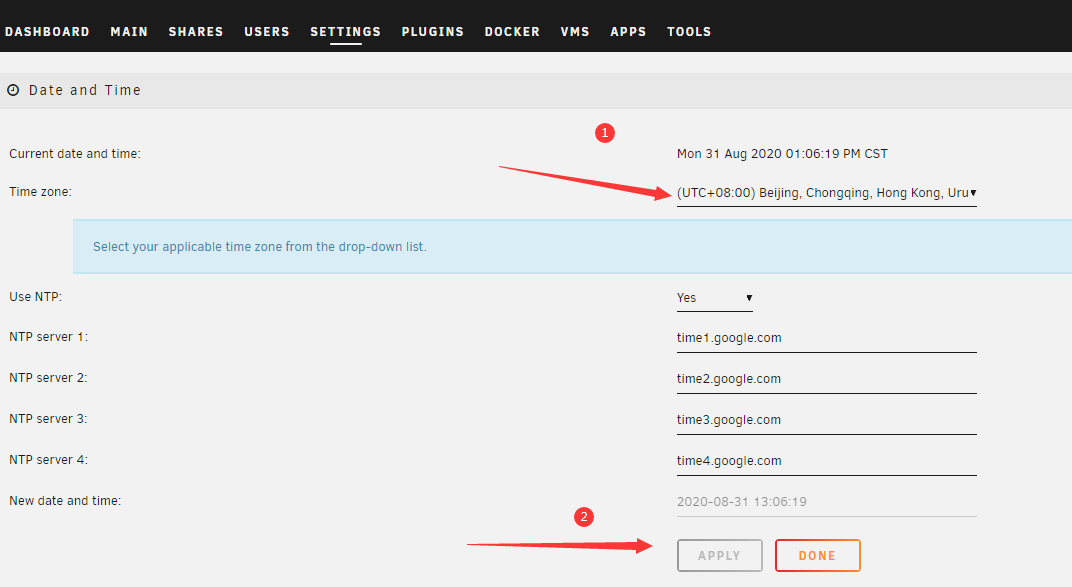 DASHBOARD MAIN SHARES USERS SETTINGS PLUGINS DOCKER VMS APPS TOOLS
Date and Time
1
Current date and time: Mon 31 Aug 2020 01:06:19 PM CST
Time zone: (UTC+08:00) Beijing, Chongqing, Hong Kong, Uru
Select your applicable time zone from the drop-down list.
Use NTP: Yes
NTP server 1: time1.google.com
NTP server 2: time2.google.com
NTP server 3: time3.google.com
NTP server 4: time4.google.com
New date and time: 2020-08-31 13:06:19
2
APPLY DONE